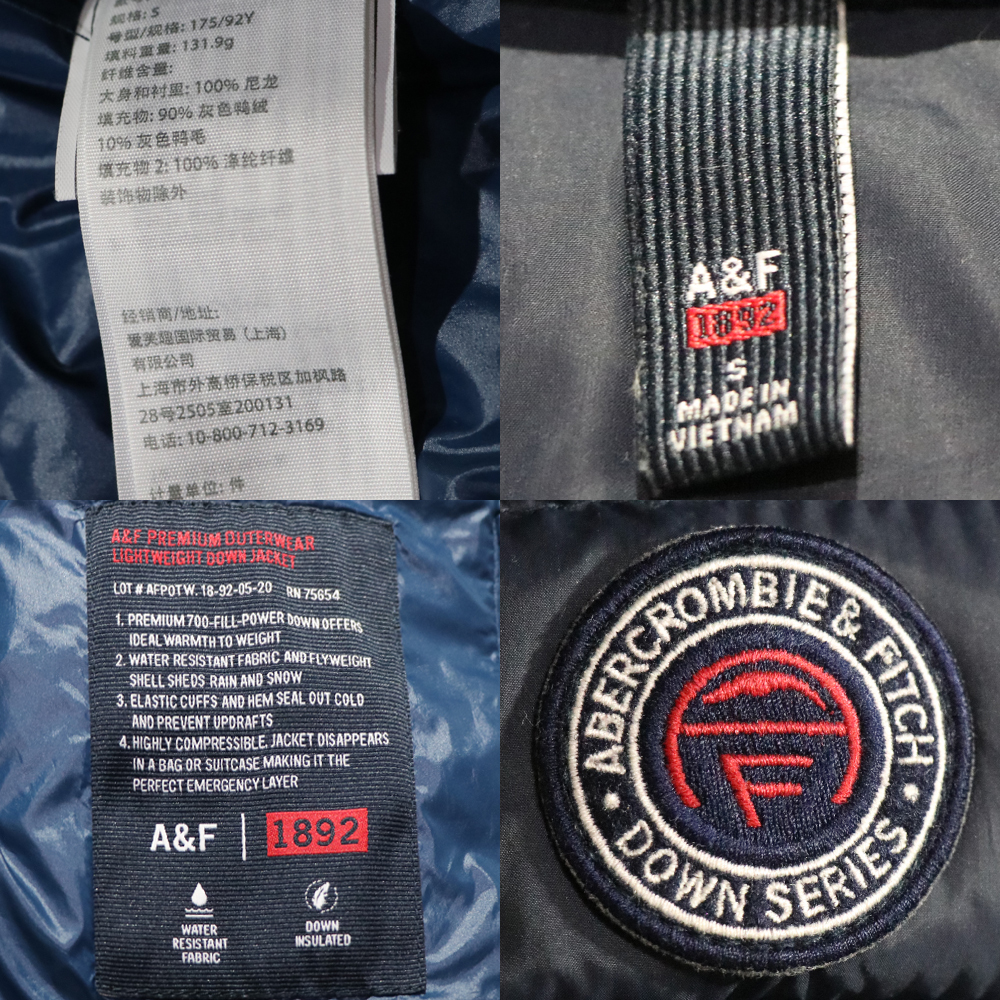 规格: S
号型/规格: 175/92Y
填料重量: 131.9g
纤维含量:
大身和衬里: 100% 尼龙
填充物: 90% 灰色鸭绒
10% 灰色鸭毛
填充物 2: 100% 涤纶纤维
装饰物除外
经销商/地址:
爱芙趣国际贸易（上海）
有限公司
上海市外高桥保税区加枫路
28号2505室200131
电话: 10-800-712-3169
计量单位: 件
A&F
1892
S
MADE IN
VIETNAM
A&F PREMIUM OUTERWEAR
LIGHTWEIGHT DOWN JACKET
LOT # AFPOTW. 18-92-05-20 RN 75654
1. PREMIUM 700-FILL-POWER DOWN OFFERS
IDEAL WARMTH TO WEIGHT
2. WATER RESISTANT FABRIC AND FLYWEIGHT
SHELL SHEDS RAIN AND SNOW
3. ELASTIC CUFFS AND HEM SEAL OUT COLD
AND PREVENT UPDRAFTS
4. HIGHLY COMPRESSIBLE. JACKET DISAPPEARS
IN A BAG OR SUITCASE MAKING IT THE
PERFECT EMERGENCY LAYER
A&F | 1892
WATER
RESISTANT
FABRIC
DOWN
INSULATED
ABERCROMBIE & FITCH
• DOWN SERIES •